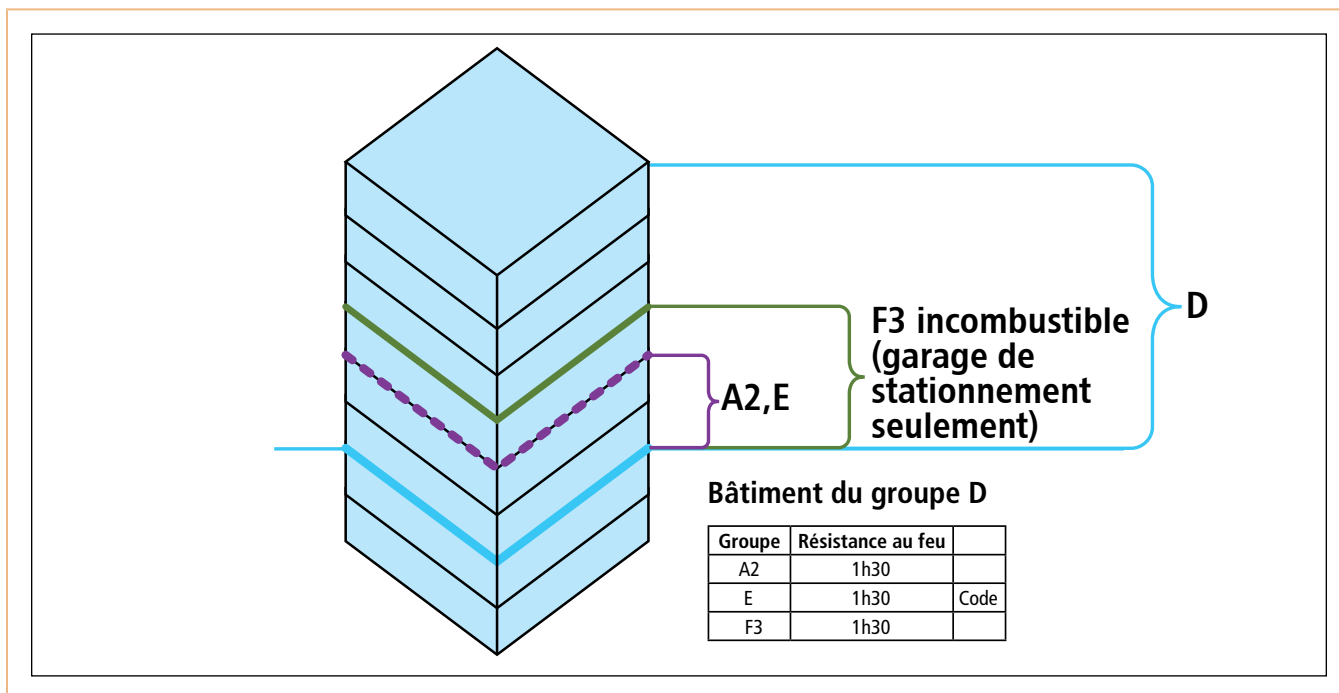 D
F3 incombustible
(garage de
stationnement
seulement)
A2,E
Bâtiment du groupe D
Groupe Résistance au feu
A2 1h30
E 1h30 Code
F3 1h30